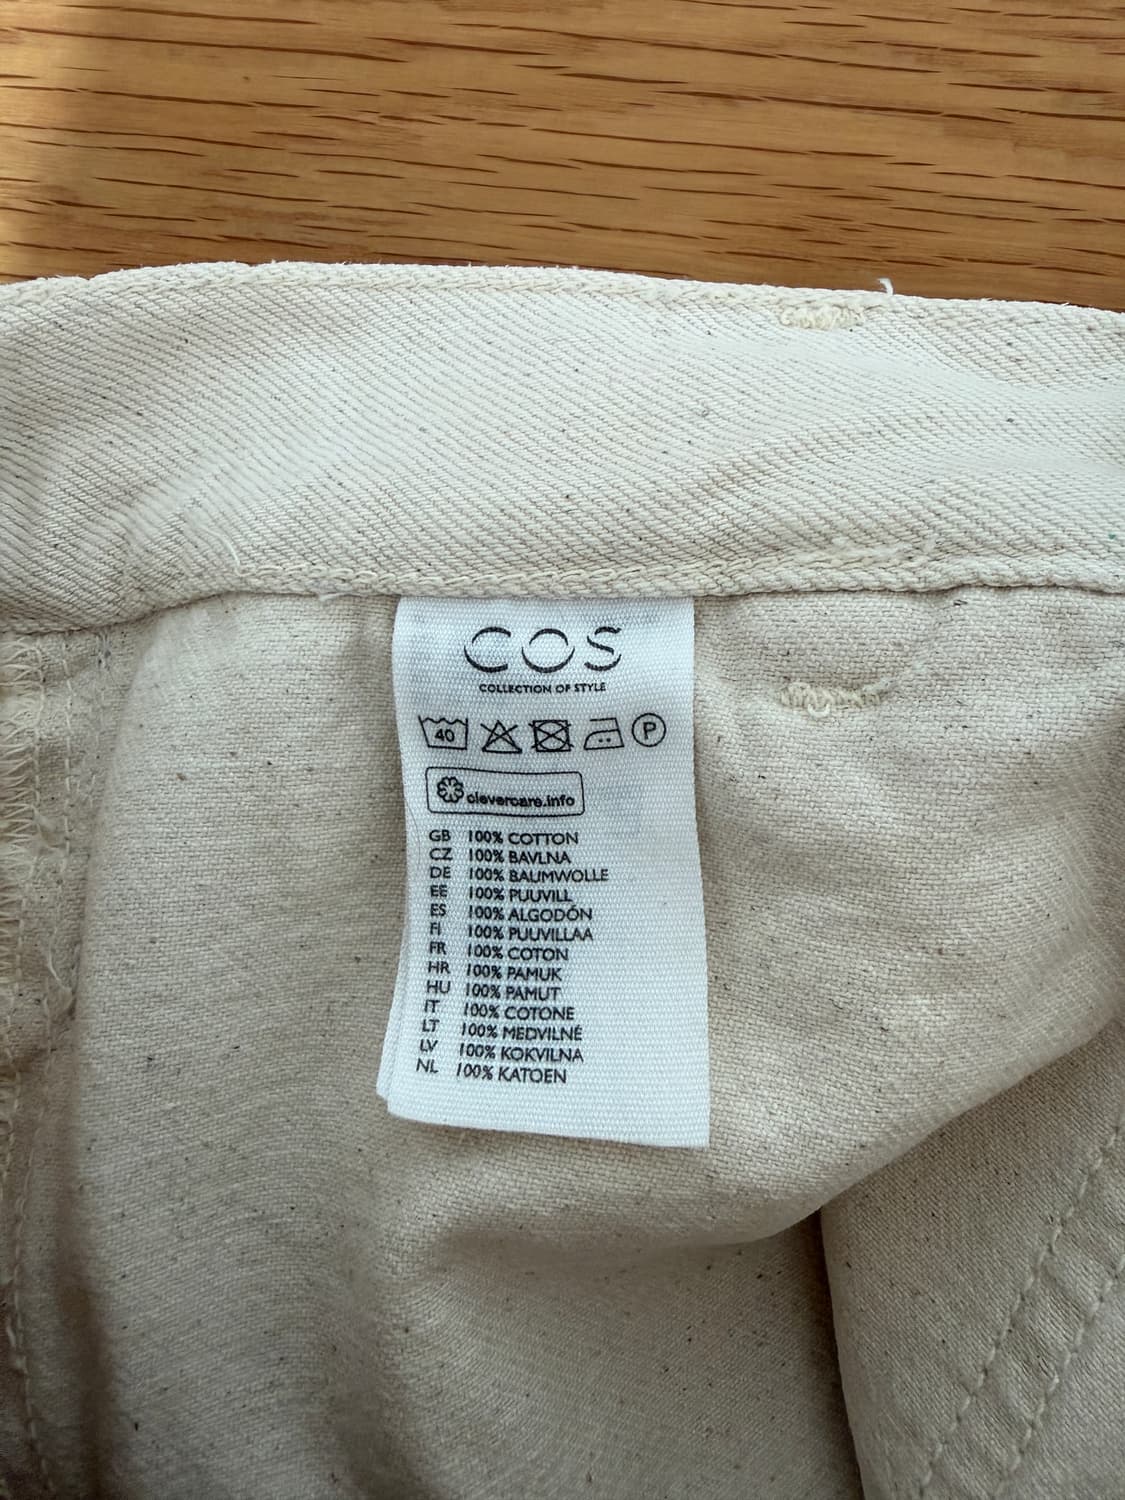 COS
COLLECTION OF STYLE
40 P
clevercare.info
GB 100% COTTON
CZ 100% BAVLNA
DE 100% BAUMWOLLE
EE 100% PUUVILL
ES 100% ALGODÓN
FI 100% PUUVILLAA
FR 100% COTON
HR 100% PAMUK
HU 100% PAMUT
IT 100% COTONE
LT 100% MEDVILNĖ
LV 100% KOKVILNA
NL 100% KATOEN